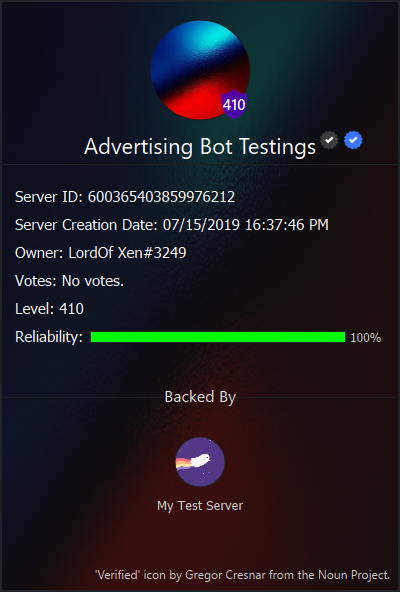 410
Advertising Bot Testings
Server ID: 600365403859976212
Server Creation Date: 07/15/2019 16:37:46 PM
Owner: LordOf Xen#3249
Votes: No votes.
Level: 410
Reliability: 100%
Backed By
My Test Server
'Verified' icon by Gregor Cresnar from the Noun Project.